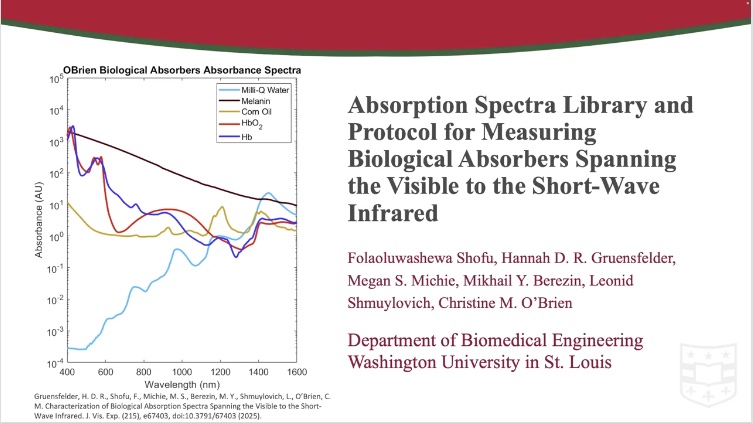 OBrien Biological Absorbers Absorbance Spectra
10^5
10^4
10^3
10^2
10^1
10^0
10^-1
10^-2
10^-3
10^-4
Absorbance (AU)
Milli-Q Water
Melanin
Corn Oil
HbO2
Hb
400 600 800 1000 1200 1400 1600
Wavelength (nm)
Gruensfelder, H. D. R., Shofu, F., Michie, M. S., Berezin, M. Y., Shmuylovich, L., O'Brien, C.
M. Characterization of Biological Absorption Spectra Spanning the Visible to the Short-
Wave Infrared. J. Vis. Exp. (215), e67403, doi:10.3791/67403 (2025).
Absorption Spectra Library and
Protocol for Measuring
Biological Absorbers Spanning
the Visible to the Short-Wave
Infrared
Folaoluwashewa Shofu, Hannah D. R. Gruensfelder,
Megan S. Michie, Mikhail Y. Berezin, Leonid
Shmuylovich, Christine M. O'Brien
Department of Biomedical Engineering
Washington University in St. Louis